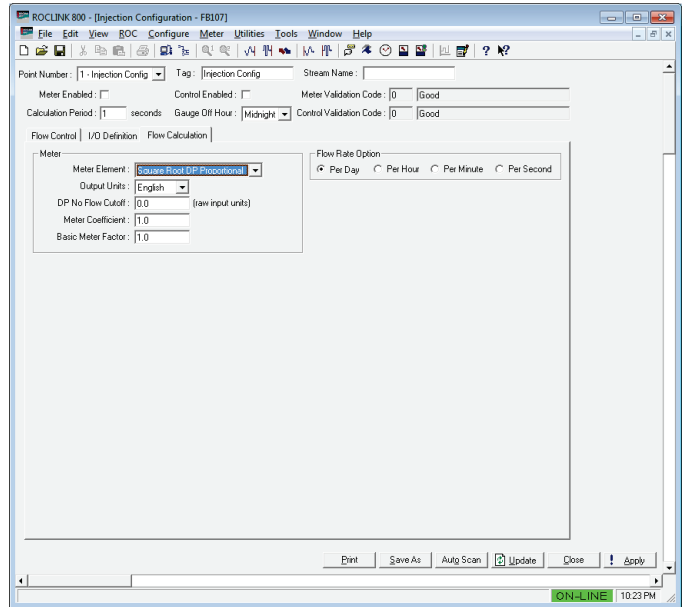 ROCLINK 800 - [Injection Configuration - FB107]
File Edit View ROC Configure Meter Utilities Tools Window Help
Point Number : 1 - Injection Config Tag : Injection Config Stream Name :
Meter Enabled : Control Enabled : Meter Validation Code : 0 Good
Calculation Period : 1 seconds Gauge Off Hour : Midnight Control Validation Code : 0 Good
Flow Control I/O Definition Flow Calculation
Meter Flow Rate Option
Meter Element : Square Root DP Proportional Per Day Per Hour Per Minute Per Second
Output Units : English
DP No Flow Cutoff : 0.0 (raw input units)
Meter Coefficient : 1.0
Basic Meter Factor : 1.0
Print Save As Auto Scan Update Close ! Apply
ON-LINE 10:23 PM